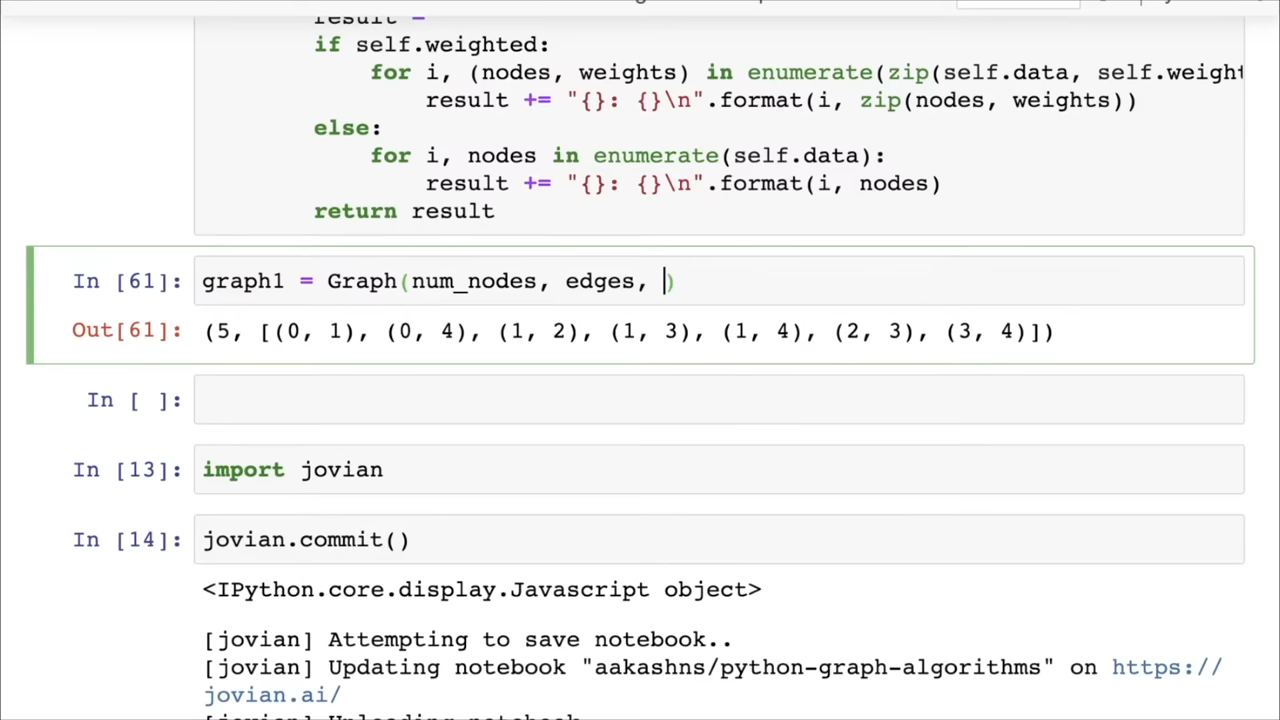 result =
if self.weighted:
for i, (nodes, weights) in enumerate(zip(self.data, self.weight
result += "{}: {}\n".format(i, zip(nodes, weights))
else:
for i, nodes in enumerate(self.data):
result += "{}: {}\n".format(i, nodes)
return result
In [61]: graph1 = Graph(num_nodes, edges, )
Out[61]: (5, [(0, 1), (0, 4), (1, 2), (1, 3), (1, 4), (2, 3), (3, 4)])
In [ ]:
In [13]: import jovian
In [14]: jovian.commit()
<IPython.core.display.Javascript object>
[jovian] Attempting to save notebook..
[jovian] Updating notebook "aakashns/python-graph-algorithms" on https://
jovian.ai/
[jovian] Uploading notebook